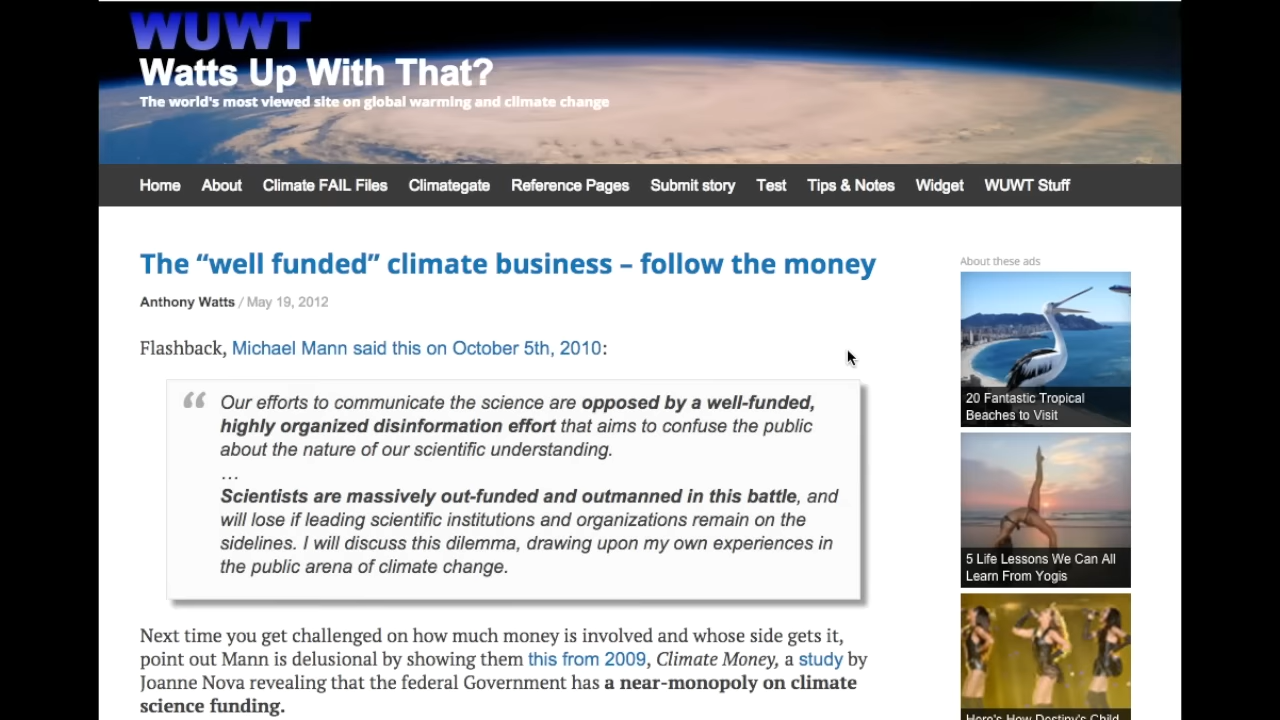 WUWT
Watts Up With That?
The world's most viewed site on global warming and climate change
Home About Climate FAIL Files Climategate Reference Pages Submit story Test Tips & Notes Widget WUWT Stuff
The “well funded” climate business – follow the money
Anthony Watts / May 19, 2012
Flashback, Michael Mann said this on October 5th, 2010:
“
Our efforts to communicate the science are opposed by a well-funded,
highly organized disinformation effort that aims to confuse the public
about the nature of our scientific understanding.
…
Scientists are massively out-funded and outmanned in this battle, and
will lose if leading scientific institutions and organizations remain on the
sidelines. I will discuss this dilemma, drawing upon my own experiences in
the public arena of climate change.
Next time you get challenged on how much money is involved and whose side gets it,
point out Mann is delusional by showing them this from 2009, Climate Money, a study by
Joanne Nova revealing that the federal Government has a near-monopoly on climate
science funding.
About these ads
20 Fantastic Tropical
Beaches to Visit
5 Life Lessons We Can All
Learn From Yogis
Here's How Destiny's Child